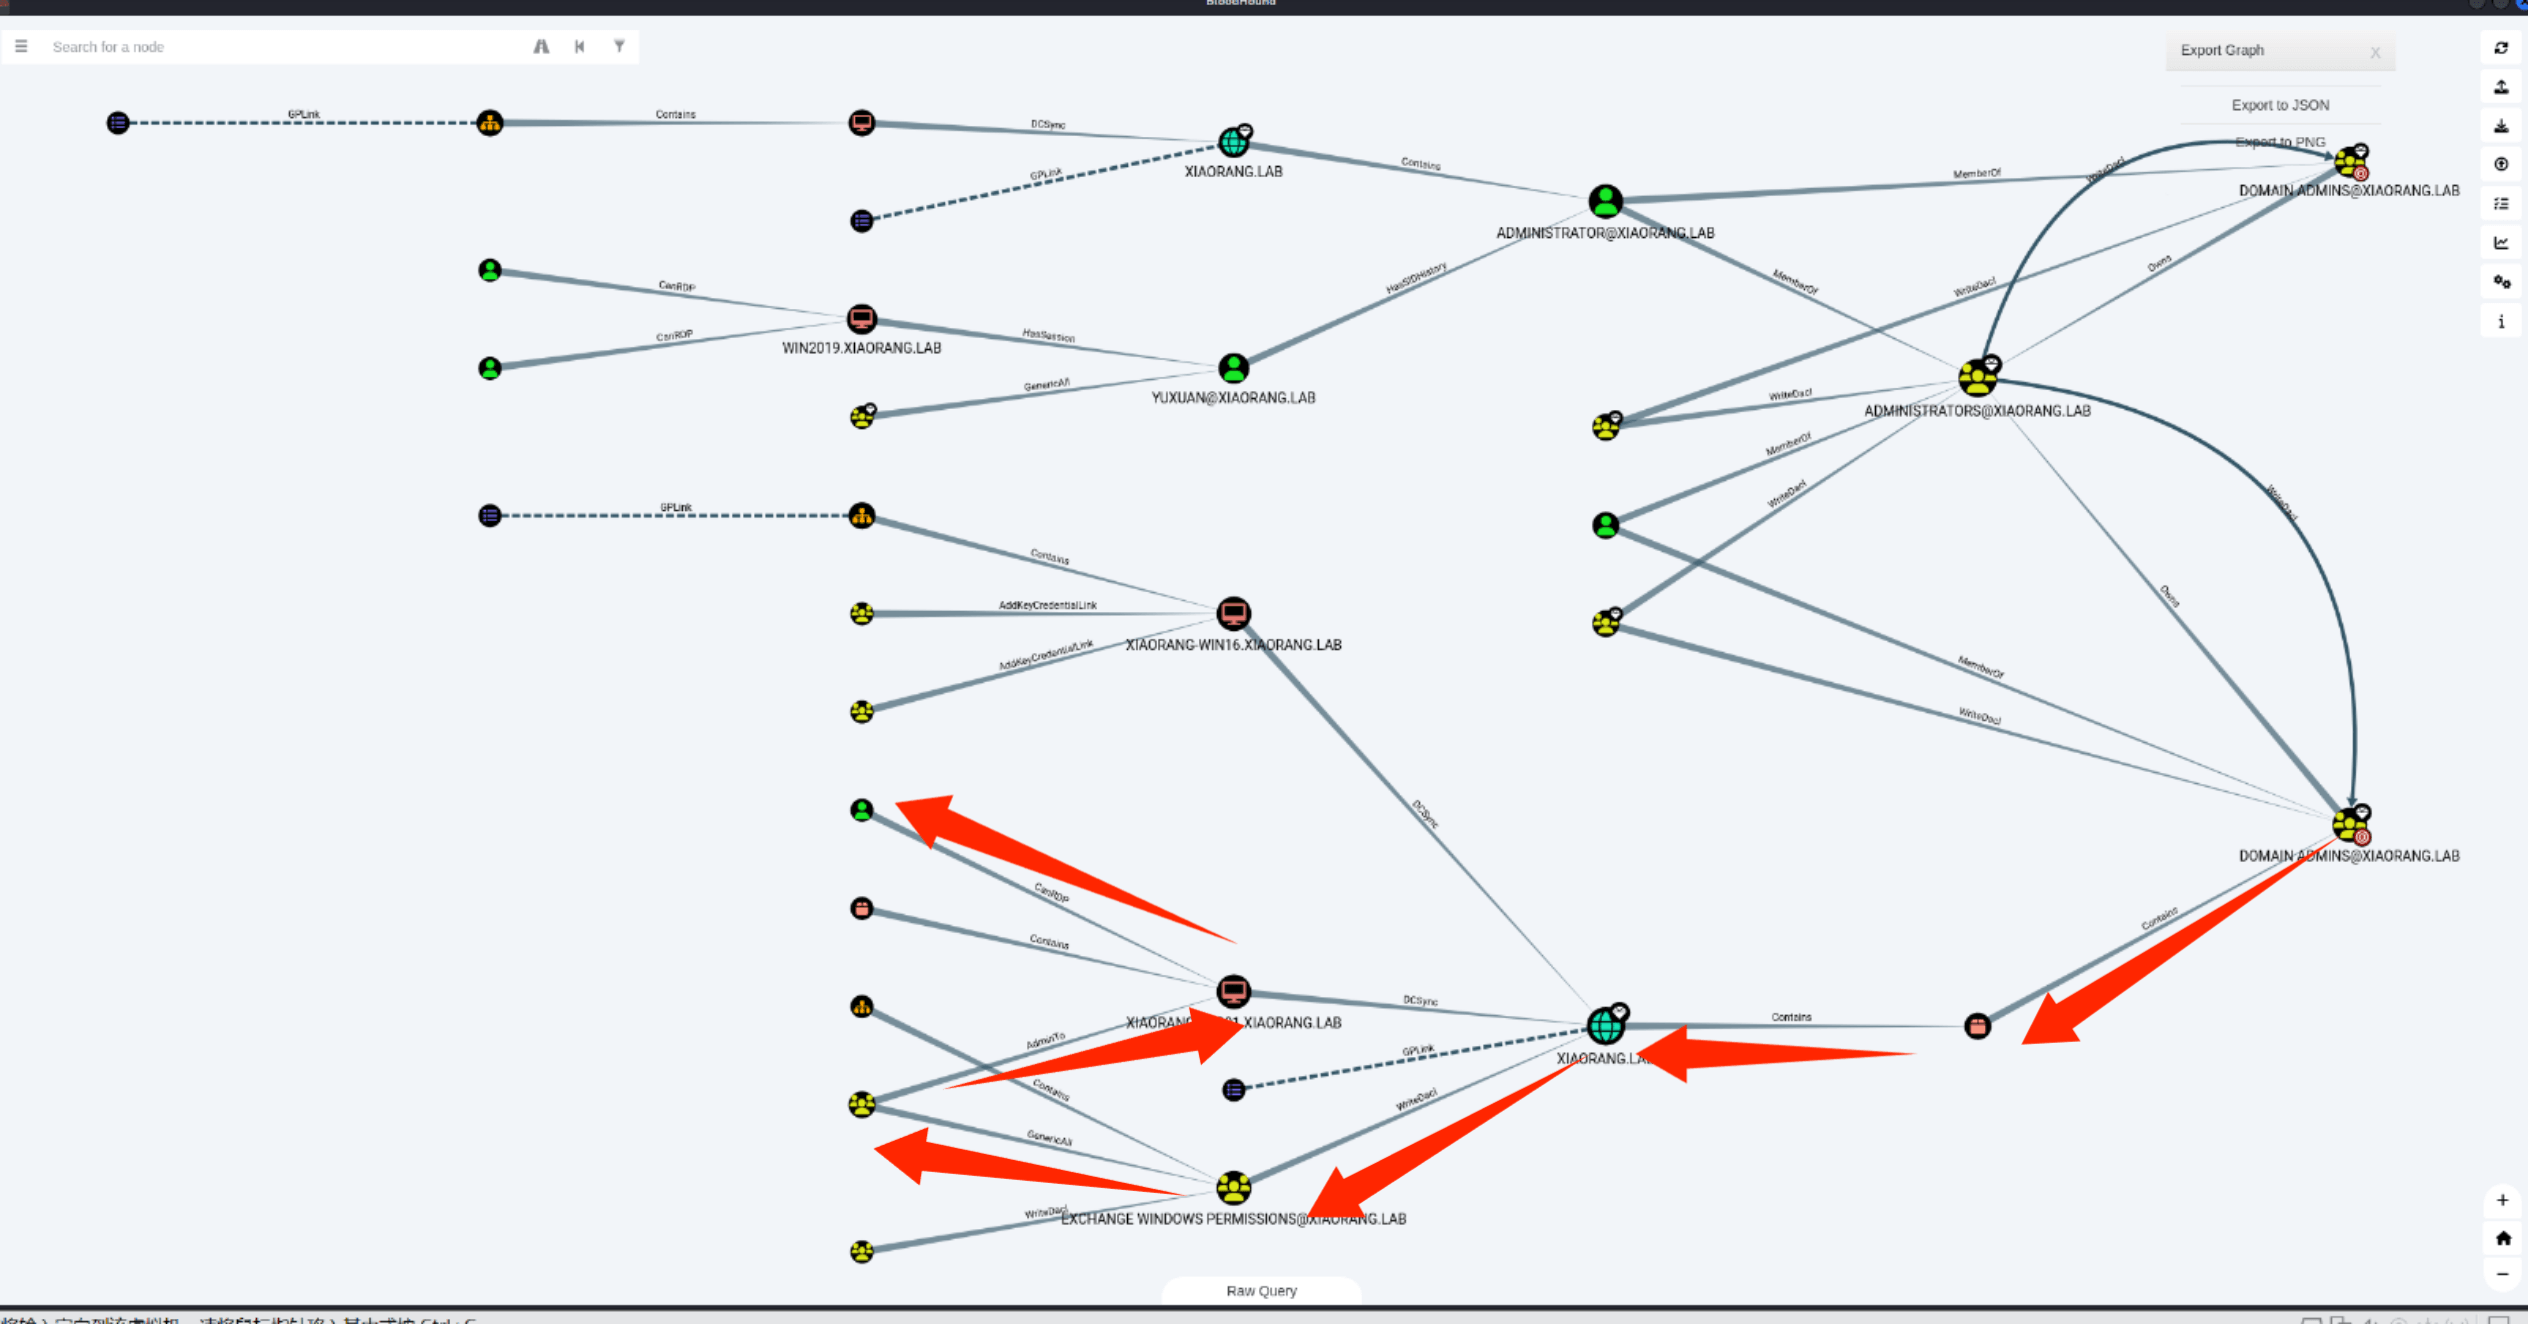 BloodHound
Search for a node
Export Graph
x
Export to JSON
Export to PNG
GPLink
Contains
DCSync
GPLink
XIAORANG.LAB
Contains
MemberOf
WriteDacl
DOMAIN ADMINS@XIAORANG.LAB
ADMINISTRATOR@XIAORANG.LAB
CanRDP
CanRDP
WIN2019.XIAORANG.LAB
HasSession
HasSIDHistory
MemberOf
WriteDacl
Owns
GenericAll
YUXUAN@XIAORANG.LAB
WriteDacl
ADMINISTRATORS@XIAORANG.LAB
MemberOf
WriteDacl
WriteDacl
GPLink
Contains
AddKeyCredentialLink
XIAORANG-WIN16.XIAORANG.LAB
AddKeyCredentialLink
Owns
MemberOf
WriteDacl
DCSync
DOMAIN ADMINS@XIAORANG.LAB
CanRDP
Contains
Contains
DCSync
XIAORANG.LAB
Contains
AdminTo
GPLink
XIAORANG.LA
Contains
WriteDacl
GenericAll
WriteDacl
EXCHANGE WINDOWS PERMISSIONS@XIAORANG.LAB
Raw Query